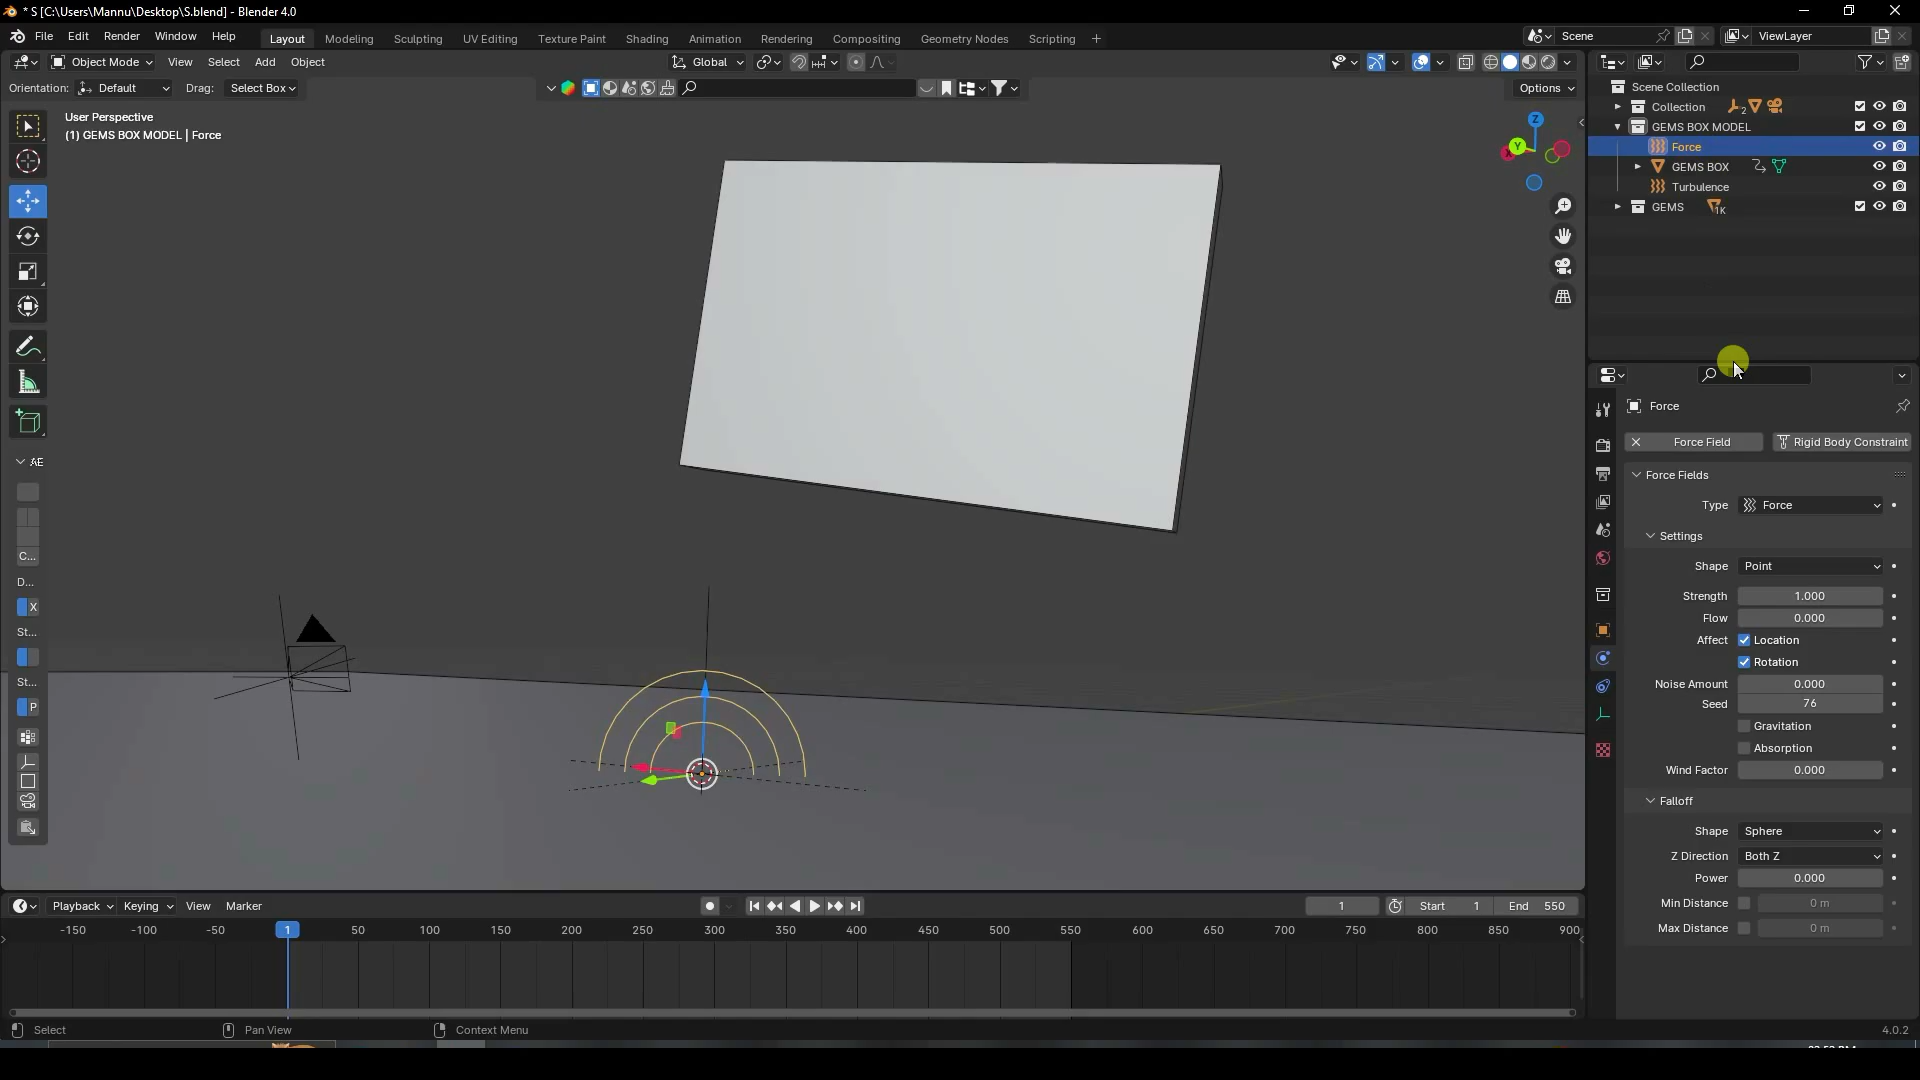 * S [C:\Users\Mannu\Desktop\S.blend] - Blender 4.0
File Edit Render Window Help
Layout Modeling Sculpting UV Editing Texture Paint Shading Animation Rendering Compositing Geometry Nodes Scripting +
Scene
ViewLayer
Object Mode View Select Add Object
Global
Orientation: Default Drag: Select Box
Options
User Perspective
(1) GEMS BOX MODEL | Force
Z
Y
X
Scene Collection
Collection 2
GEMS BOX MODEL
Force
GEMS BOX
Turbulence
GEMS 1K
AE
C...
D...
X
St...
St...
P
Force
Force Field
Rigid Body Constraint
Force Fields
Type Force
Settings
Shape Point
Strength 1.000
Flow 0.000
Affect Location
Rotation
Noise Amount 0.000
Seed 76
Gravitation
Absorption
Wind Factor 0.000
Falloff
Shape Sphere
Z Direction Both Z
Power 0.000
Min Distance 0 m
Max Distance 0 m
Playback Keying View Marker
1
Start 1
End 550
-150 -100 -50 1 50 100 150 200 250 300 350 400 450 500 550 600 650 700 750 800 850 900
Select
Pan View
Context Menu
4.0.2